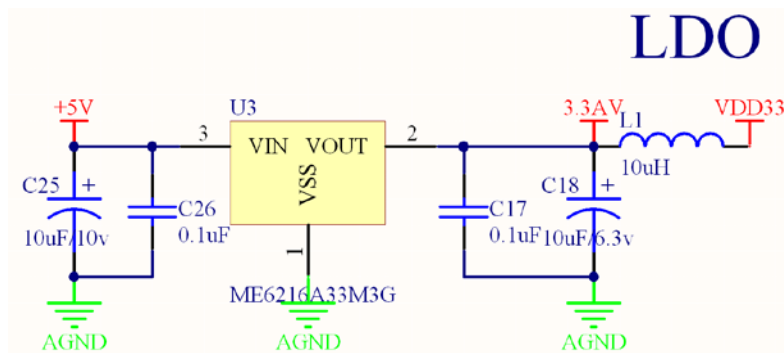 LDO
+5V
U3
3.3AV
VDD33
3
VIN
VOUT
2
L1
10uH
VSS
C25
+
C26
C17
C18
+
10uF/10v
0.1uF
0.1uF
10uF/6.3v
1
ME6216A33M3G
AGND
AGND
AGND